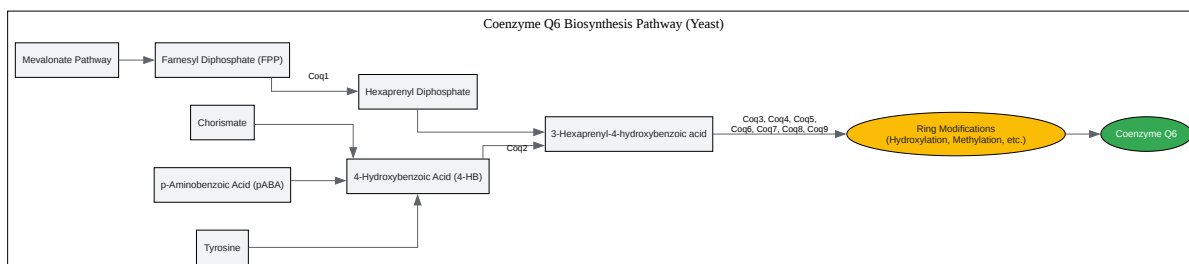 Coenzyme Q6 Biosynthesis Pathway (Yeast)
Mevalonate Pathway
Farnesyl Diphosphate (FPP)
Coq1
Hexaprenyl Diphosphate
Chorismate
3-Hexaprenyl-4-hydroxybenzoic acid
Coq3, Coq4, Coq5,
Coq6, Coq7, Coq8, Coq9
Ring Modifications
(Hydroxylation, Methylation, etc.)
Coenzyme Q6
Coq2
p-Aminobenzoic Acid (pABA)
4-Hydroxybenzoic Acid (4-HB)
Tyrosine